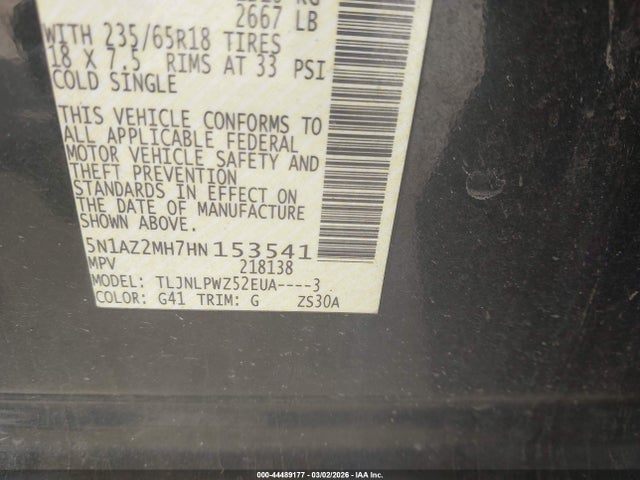 2667 LB
WITH 235/65R18 TIRES
18 X 7.5 RIMS AT 33 PSI
COLD SINGLE
THIS VEHICLE CONFORMS TO
ALL APPLICABLE FEDERAL
MOTOR VEHICLE SAFETY AND
THEFT PREVENTION
STANDARDS IN EFFECT ON
THE DATE OF MANUFACTURE
SHOWN ABOVE.
5N1AZ2MH7HN153541
MPV 218138
MODEL: TLJNLPWZ52EUA----3
COLOR: G41 TRIM: G ZS30A
000-44489177 - 03/02/2026 - IAA Inc.